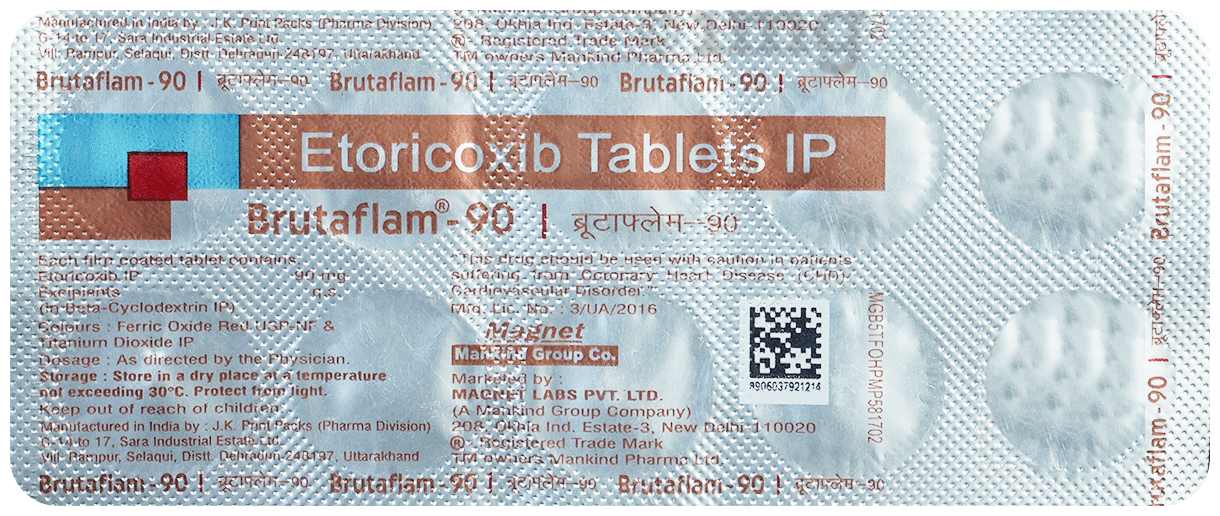 Manufactured in India by : J.K. Print Packs (Pharma Division)
C-14 to 17, Sara Industrial Estate Ltd.
Vill: Rampur, Selaqui, Distt. Dehradun-248197, Uttarakhand
208, Okhla Ind. Estate-3, New Delhi-110020
® - Registered Trade Mark
TM owners Mankind Pharma Ltd.
Brutaflam - 90 | ब्रूटाफ्लेम-90 Brutaflam - 90 | ब्रूटाफ्लेम-90 Brutaflam - 90 | ब्रूटाफ्लेम-90
Etoricoxib Tablets IP
Brutaflam® - 90 | ब्रूटाफ्लेम-90
Each film coated tablet contains:
Etoricoxib IP 90 mg
Excipients q.s.
(in Beta-Cyclodextrin IP)
Colours : Ferric Oxide Red USP-NF &
Titanium Dioxide IP
Dosage : As directed by the Physician.
Storage : Store in a dry place at a temperature
not exceeding 30°C. Protect from light.
Keep out of reach of children.
Manufactured in India by : J.K. Print Packs (Pharma Division)
C-14 to 17, Sara Industrial Estate Ltd.
Vill: Rampur, Selaqui, Distt. Dehradun-248197, Uttarakhand
"This drug should be used with caution in patients
suffering from Coronary Heart Disease (CHD)/
Cardiovascular Disorder."
Mfg. Lic. No. : 3/UA/2016
Magnet
Mankind Group Co.
Marketed by :
MAGNET LABS PVT. LTD.
(A Mankind Group Company)
208, Okhla Ind. Estate-3, New Delhi-110020
® - Registered Trade Mark
TM owners Mankind Pharma Ltd.
8906037921214
Brutaflam - 90 | ब्रूटाफ्लेम-90 Brutaflam - 90 | ब्रूटाफ्लेम-90 Brutaflam - 90 | ब्रूटाफ्लेम-90
Brutaflam - 90 | ब्रूटाफ्लेम-90 | Brutaflam - 90